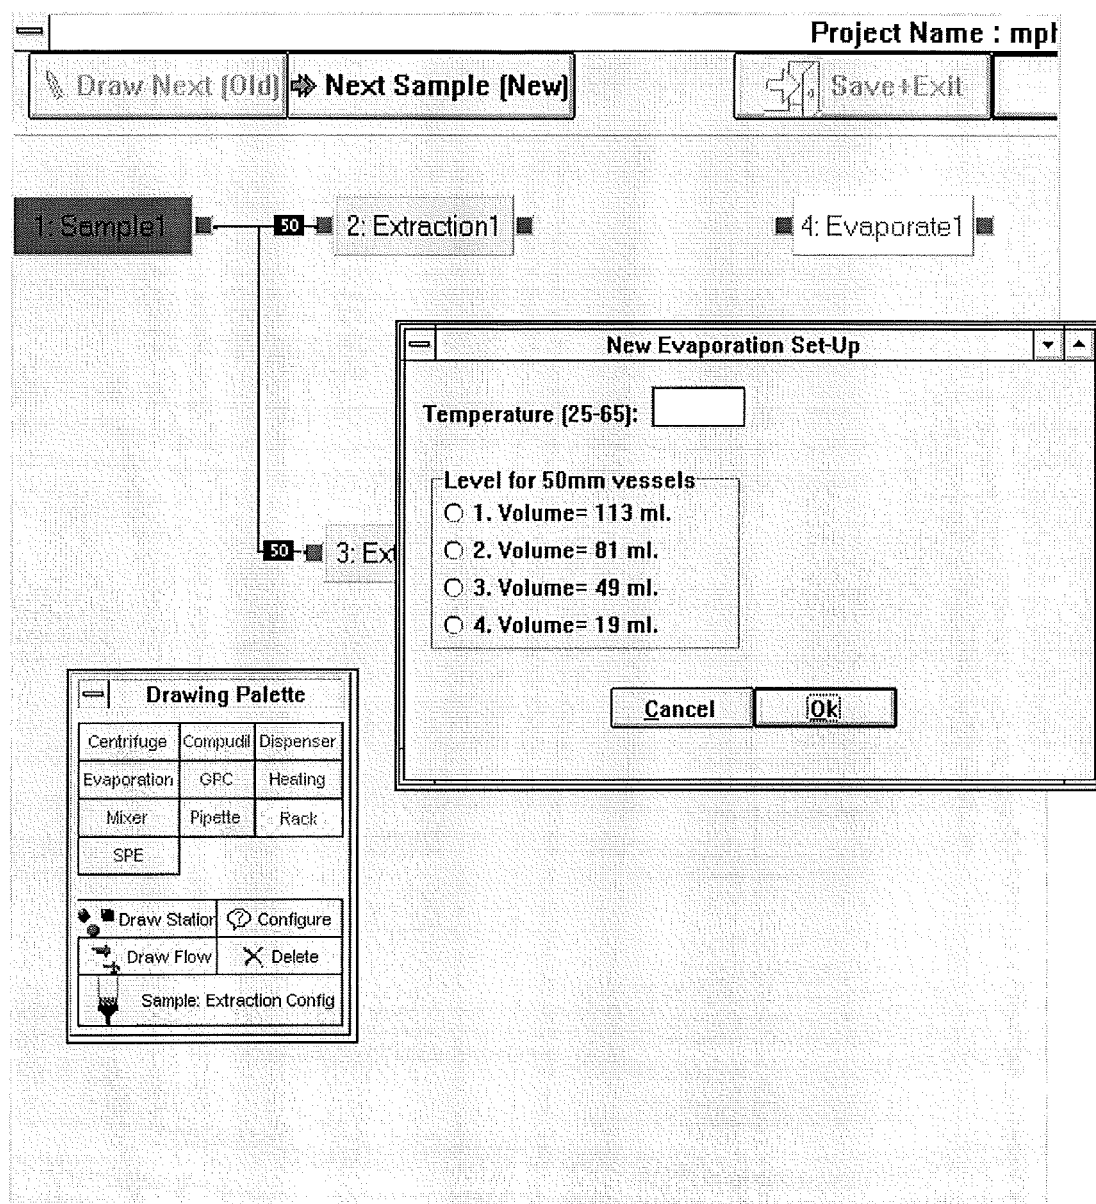 Project Name : mph
Draw Next (Old)
Next Sample (New)
Save+Exit
1: Sample1
50
2: Extraction1
4: Evaporate1
New Evaporation Set-Up
Temperature (25-65):
Level for 50mm vessels
1. Volume= 113 ml.
2. Volume= 81 ml.
3. Volume= 49 ml.
4. Volume= 19 ml.
50
3: Ext
Cancel
Ok
Drawing Palette
Centrifuge Compudil Dispenser
Evaporation GPC Heating
Mixer Pipette Rack
SPE
Draw Station Configure
Draw Flow Delete
Sample: Extraction Config